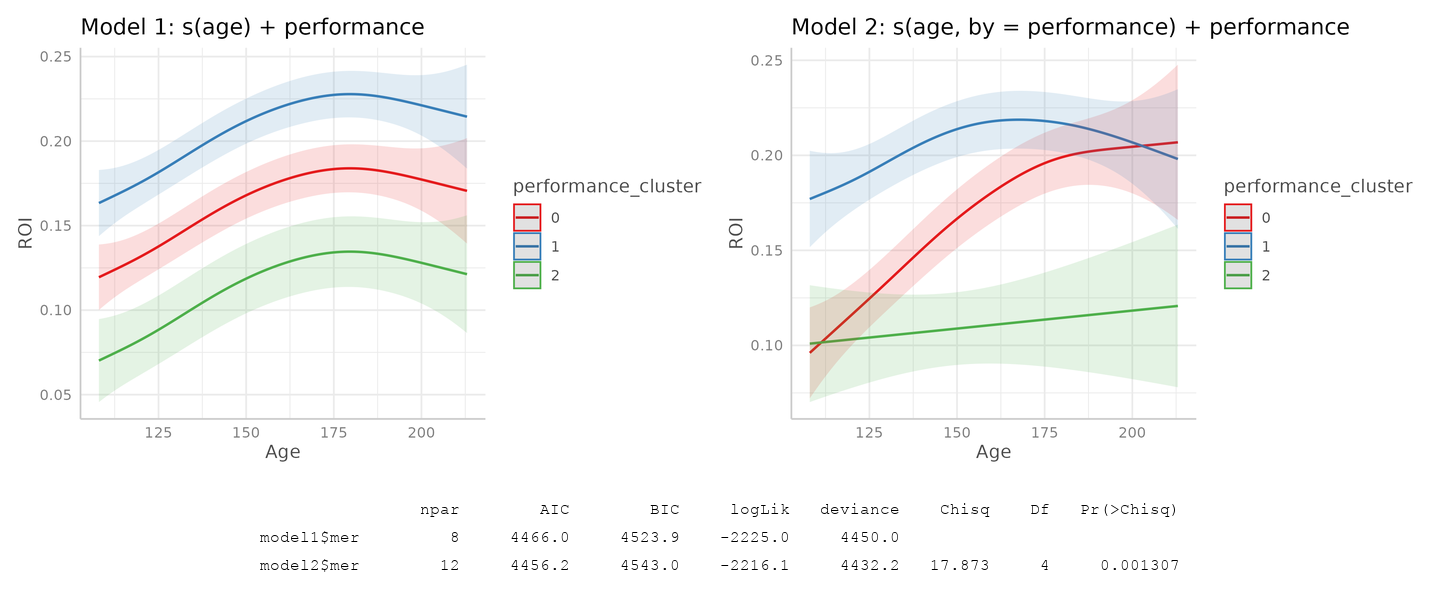 Model 1: s(age) + performance
0.25
0.20
0.15
0.10
0.05
ROI
125 150 175 200
Age
performance_cluster
0
1
2
Model 2: s(age, by = performance) + performance
0.25
0.20
0.15
0.10
ROI
125 150 175 200
Age
performance_cluster
0
1
2
npar AIC BIC logLik deviance Chisq Df Pr(>Chisq)
model1$mer 8 4466.0 4523.9 -2225.0 4450.0
model2$mer 12 4456.2 4543.0 -2216.1 4432.2 17.873 4 0.001307